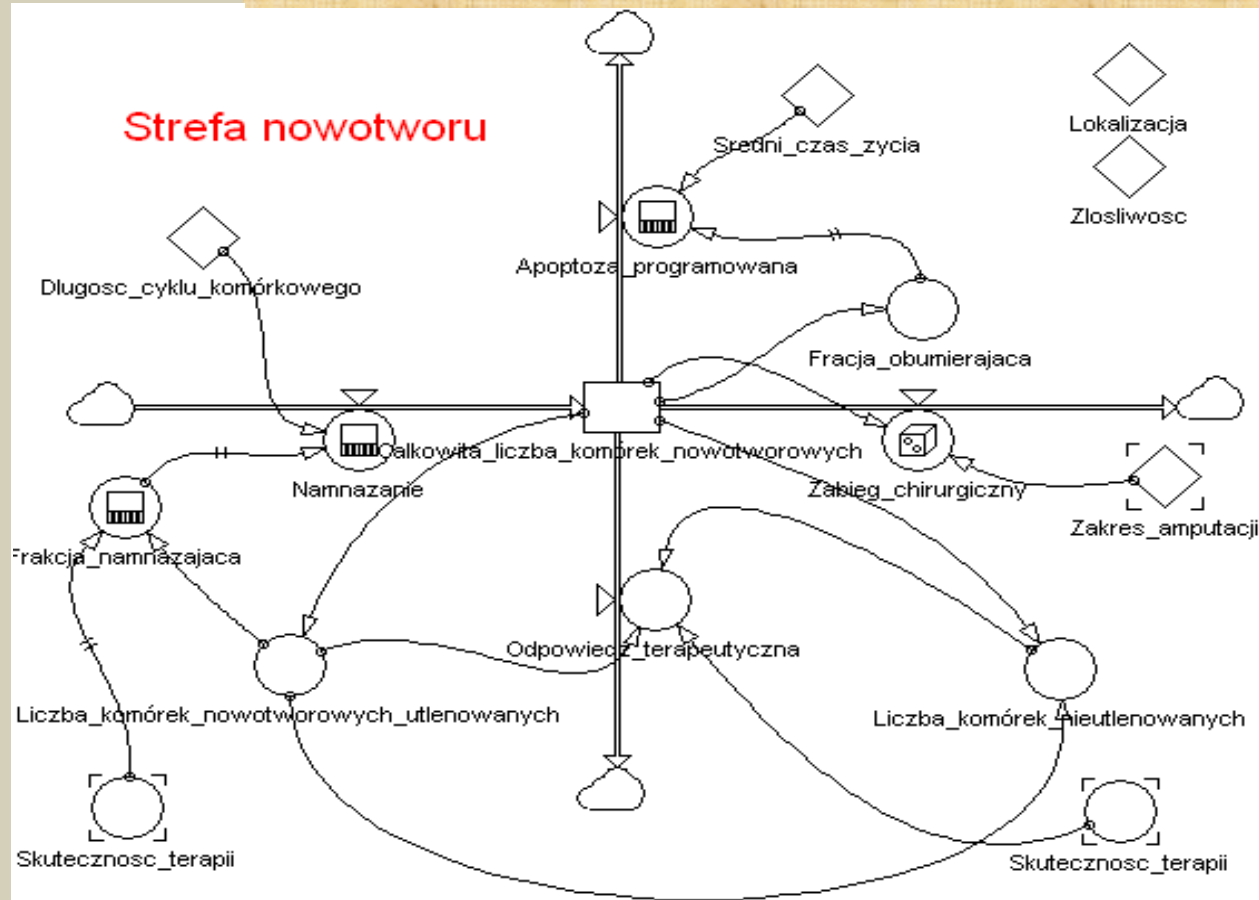 Strefa nowotworu
Lokalizacja
Sredni_czas_zycia
Zlosliwosc
Apoptoza_programowana
Dlugosc_cyklu_komórkowego
Fracja_obumierajaca
Calkowita_liczba_komórek_nowotworowych
Namnazanie
Zabieg_chirurgiczny
Zakres_amputacji
Frakcja_namnazajaca
Odpowiedz_terapeutyczna
Liczba_komórek_nowotworowych_utlenowanych
Liczba_komórek_nieutlenowanych
Skutecznosc_terapii
Skutecznosc_terapii